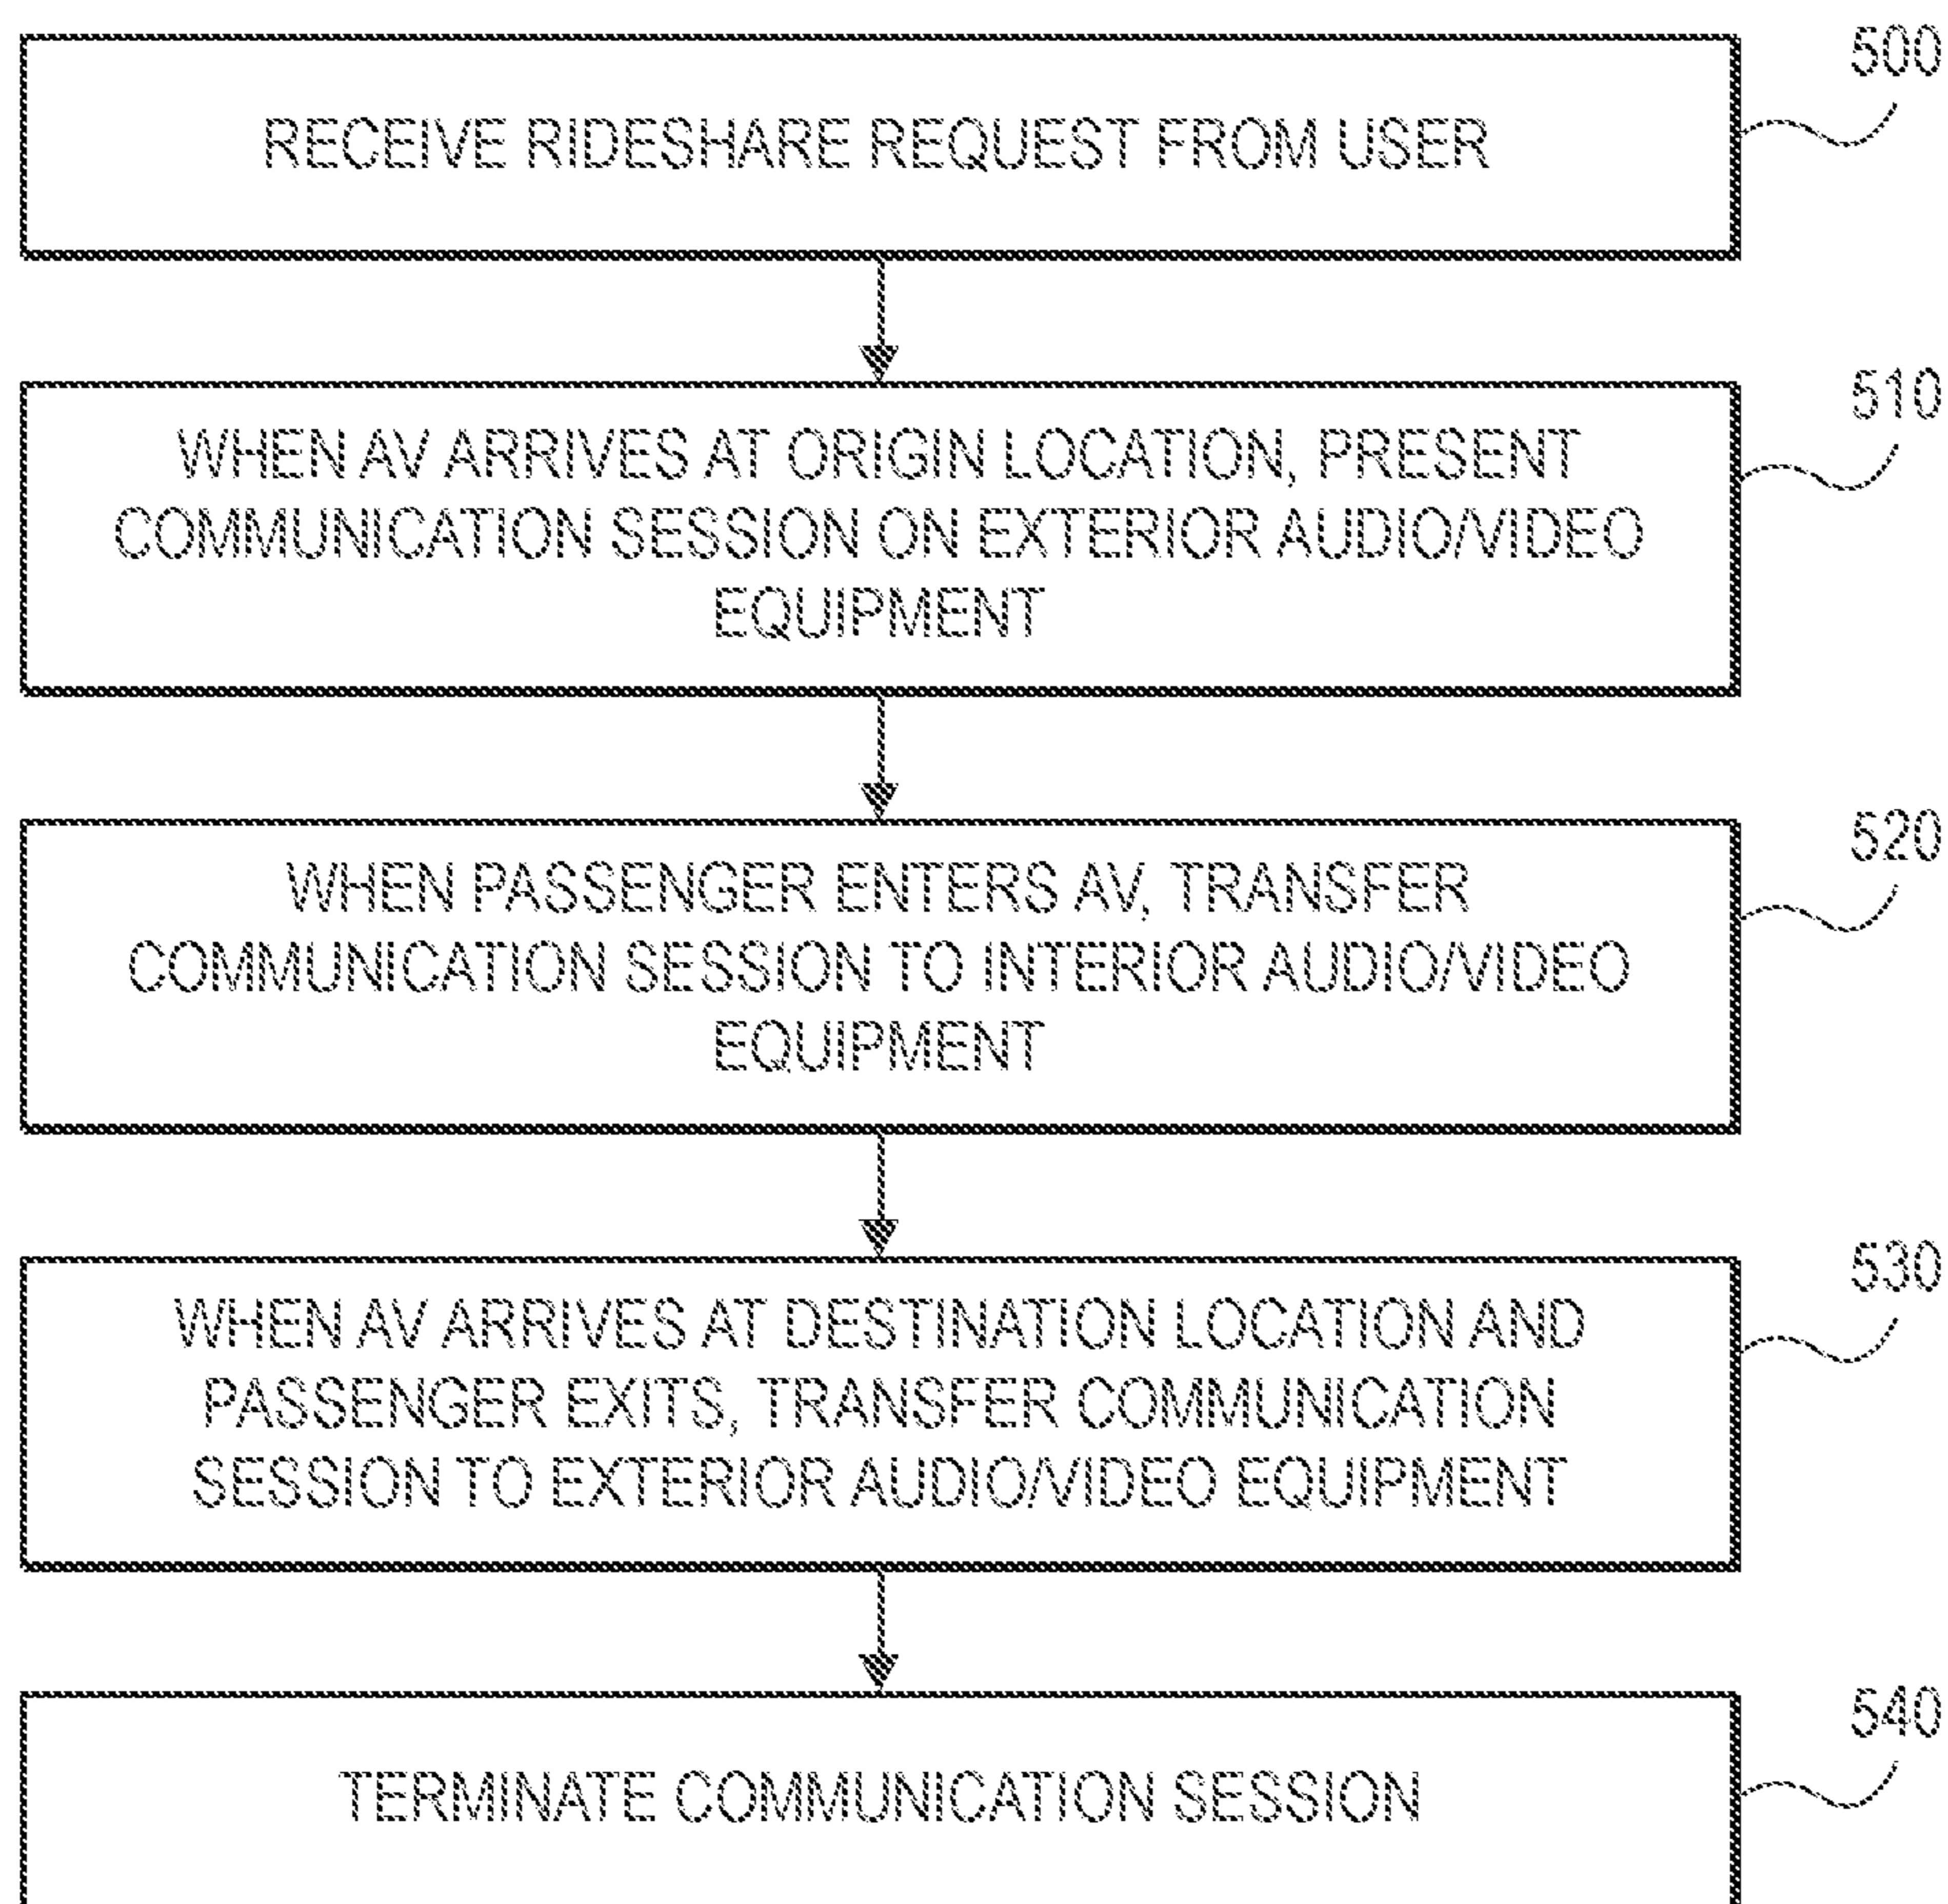 500
RECEIVE RIDESHARE REQUEST FROM USER
510
WHEN AV ARRIVES AT ORIGIN LOCATION, PRESENT
COMMUNICATION SESSION ON EXTERIOR AUDIO/VIDEO
EQUIPMENT
520
WHEN PASSENGER ENTERS AV, TRANSFER
COMMUNICATION SESSION TO INTERIOR AUDIO/VIDEO
EQUIPMENT
530
WHEN AV ARRIVES AT DESTINATION LOCATION AND
PASSENGER EXITS, TRANSFER COMMUNICATION
SESSION TO EXTERIOR AUDIO/VIDEO EQUIPMENT
540
TERMINATE COMMUNICATION SESSION